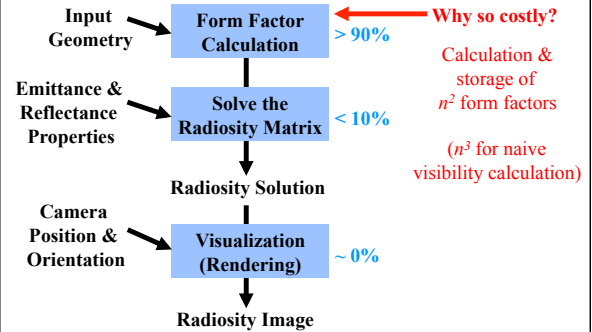 Input
Geometry
Form Factor
Calculation
> 90%
Why so costly?
Calculation &
storage of
n² form factors
(n³ for naive
visibility calculation)
Emittance &
Reflectance
Properties
Solve the
Radiosity Matrix
< 10%
Radiosity Solution
Camera
Position &
Orientation
Visualization
(Rendering)
~ 0%
Radiosity Image